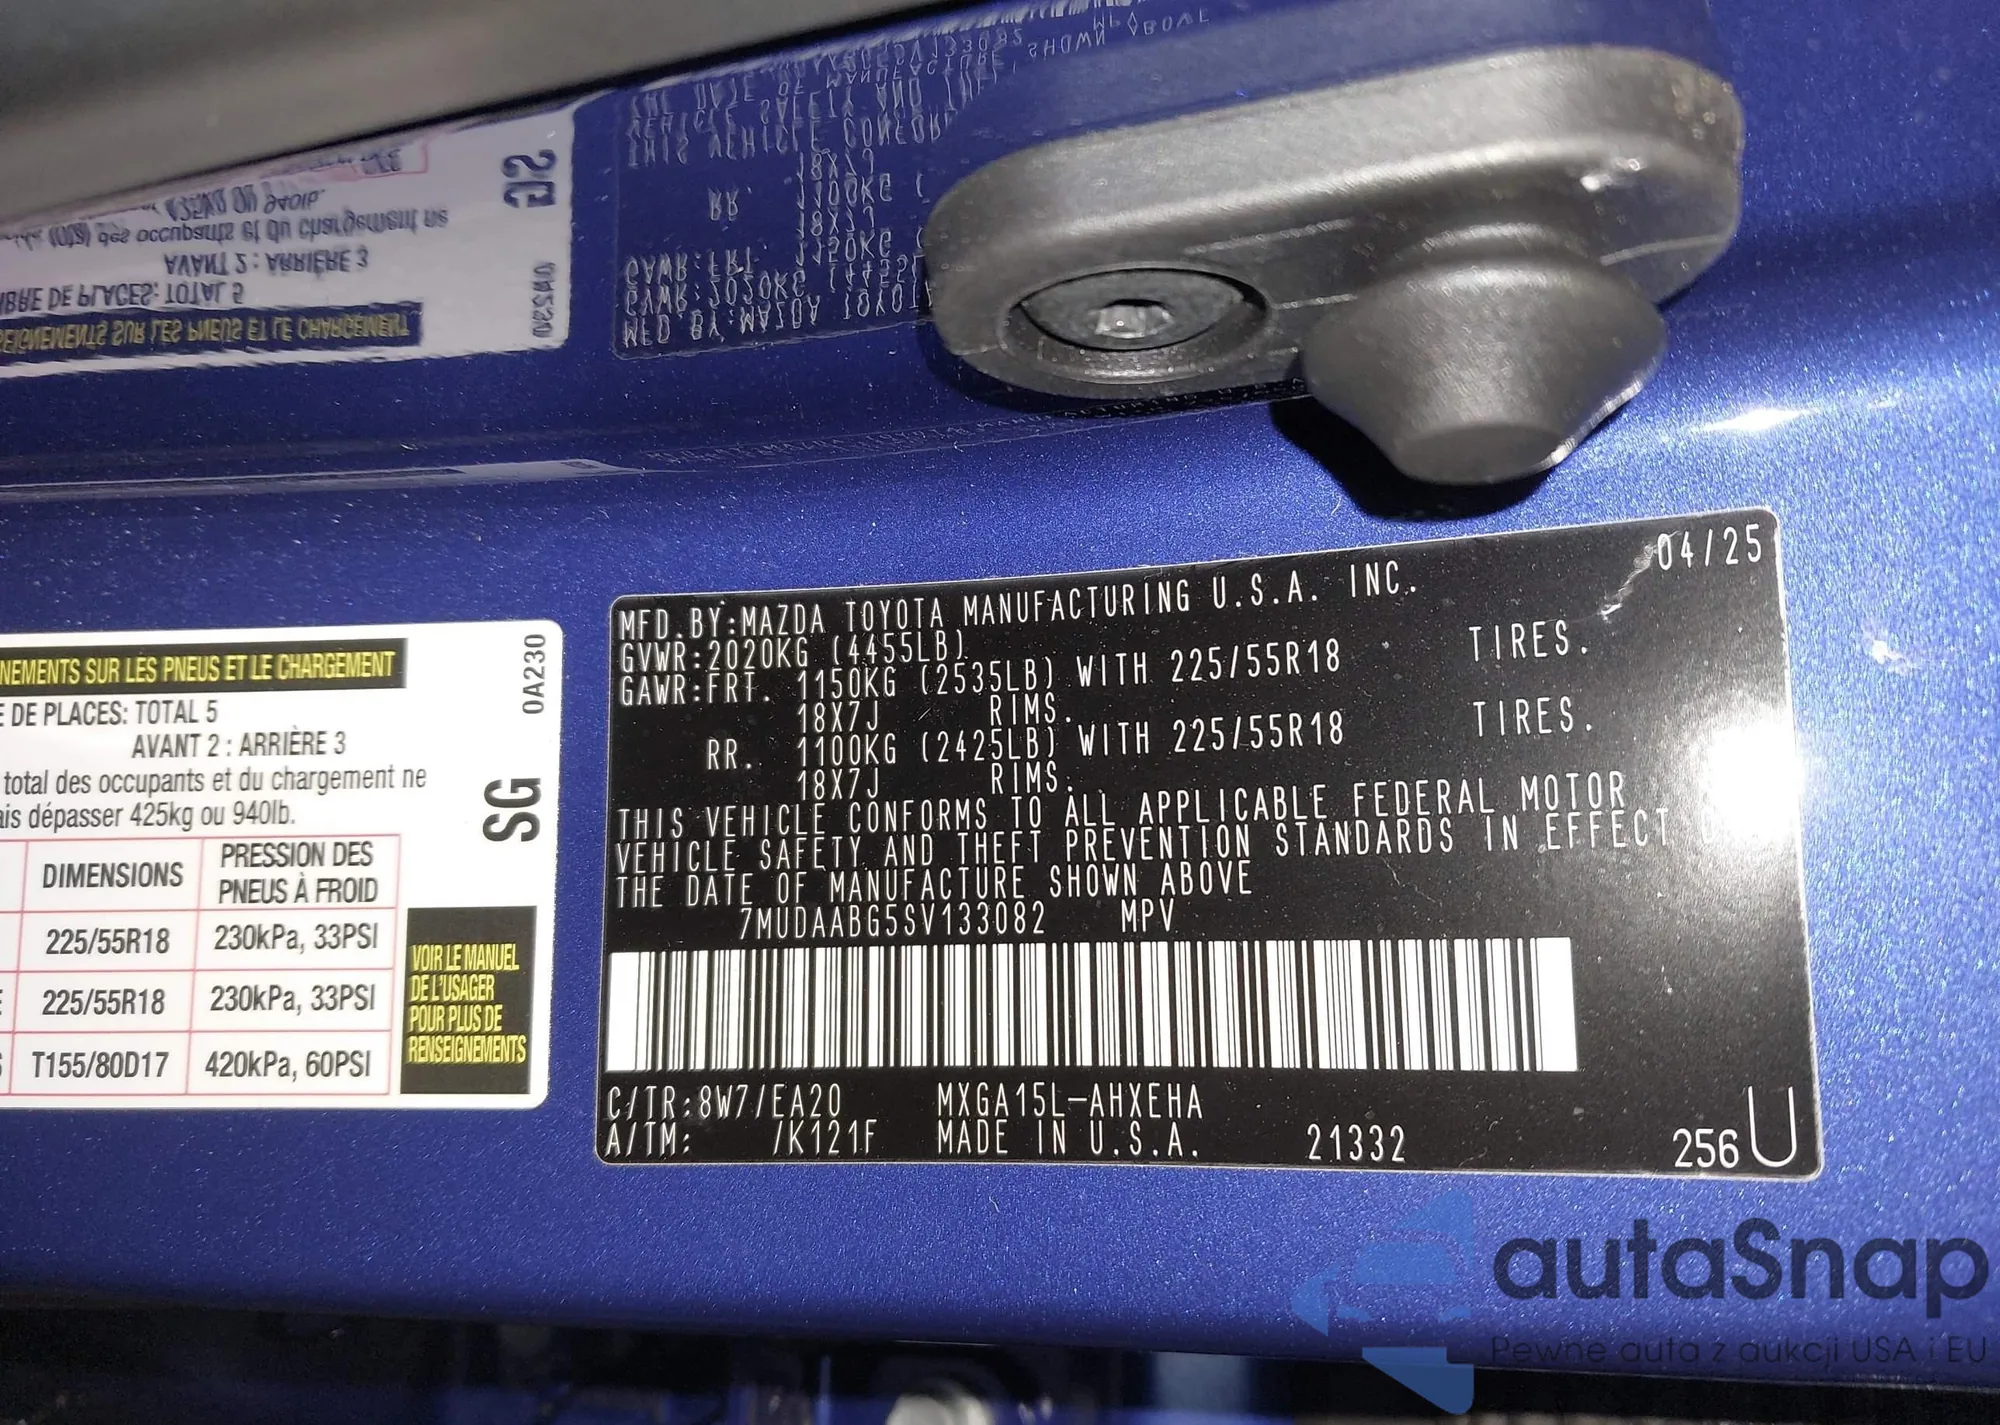 NEMENTS SUR LES PNEUS ET LE CHARGEMENT
E DE PLACES: TOTAL 5
AVANT 2 : ARRIÈRE 3
total des occupants et du chargement ne
ais dépasser 425kg ou 940lb.
DIMENSIONS
PRESSION DES
PNEUS À FROID
225/55R18
230kPa, 33PSI
225/55R18
230kPa, 33PSI
T155/80D17
420kPa, 60PSI
VOIR LE MANUEL
DE L'USAGER
POUR PLUS DE
RENSEIGNEMENTS
0A230
SG
04/25
MFD.BY:MAZDA TOYOTA MANUFACTURING U.S.A. INC.
GVWR:2020KG (4455LB)
GAWR:FRT. 1150KG (2535LB) WITH 225/55R18 TIRES.
18X7J RIMS.
RR. 1100KG (2425LB) WITH 225/55R18 TIRES.
18X7J RIMS.
THIS VEHICLE CONFORMS TO ALL APPLICABLE FEDERAL MOTOR
VEHICLE SAFETY AND THEFT PREVENTION STANDARDS IN EFFECT
THE DATE OF MANUFACTURE SHOWN ABOVE
7MUDAABG5SV133082 MPV
C/TR:8W7/EA20 MXGA15L-AHXEHA
A/TM: /K121F MADE IN U.S.A. 21332 256 U
autaSnap
Pewne auta z aukcji USA i EU